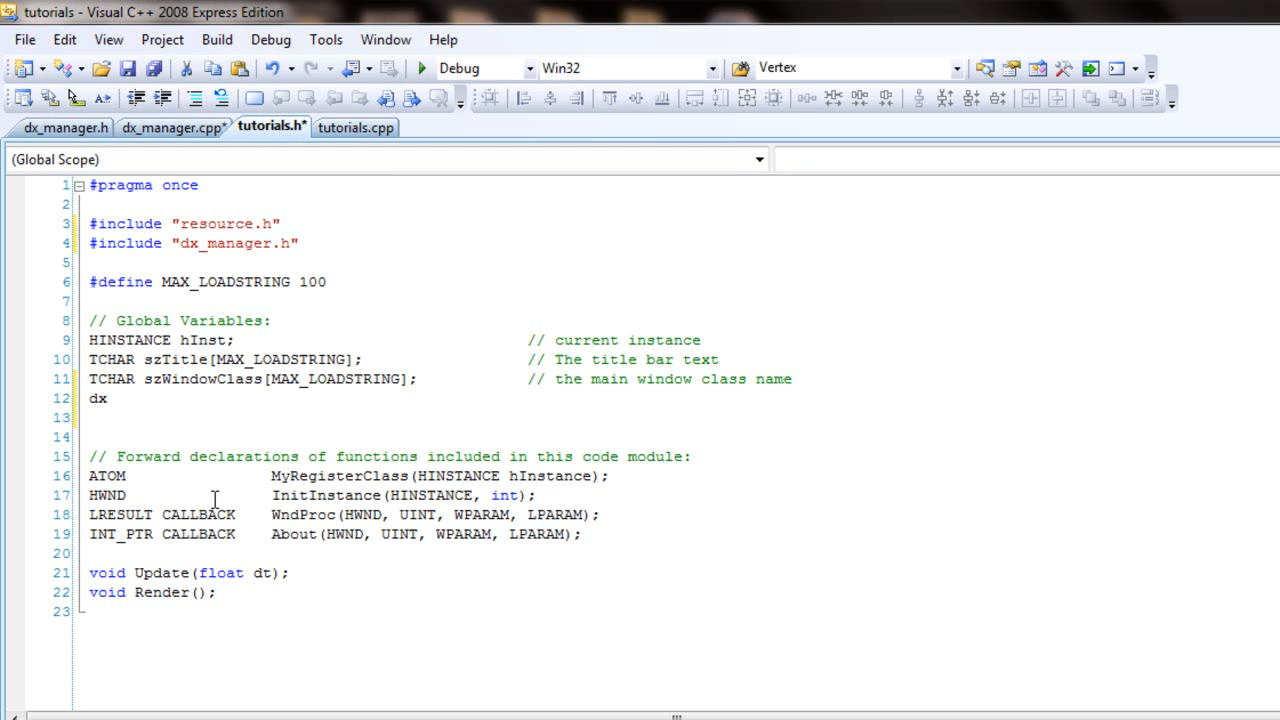 tutorials - Visual C++ 2008 Express Edition
File Edit View Project Build Debug Tools Window Help
Debug Win32 Vertex
dx_manager.h dx_manager.cpp* tutorials.h* tutorials.cpp
(Global Scope)
1 #pragma once
2
3 #include "resource.h"
4 #include "dx_manager.h"
5
6 #define MAX_LOADSTRING 100
7
8 // Global Variables:
9 HINSTANCE hInst; // current instance
10 TCHAR szTitle[MAX_LOADSTRING]; // The title bar text
11 TCHAR szWindowClass[MAX_LOADSTRING]; // the main window class name
12 dx
13
14
15 // Forward declarations of functions included in this code module:
16 ATOM MyRegisterClass(HINSTANCE hInstance);
17 HWND InitInstance(HINSTANCE, int);
18 LRESULT CALLBACK WndProc(HWND, UINT, WPARAM, LPARAM);
19 INT_PTR CALLBACK About(HWND, UINT, WPARAM, LPARAM);
20
21 void Update(float dt);
22 void Render();
23